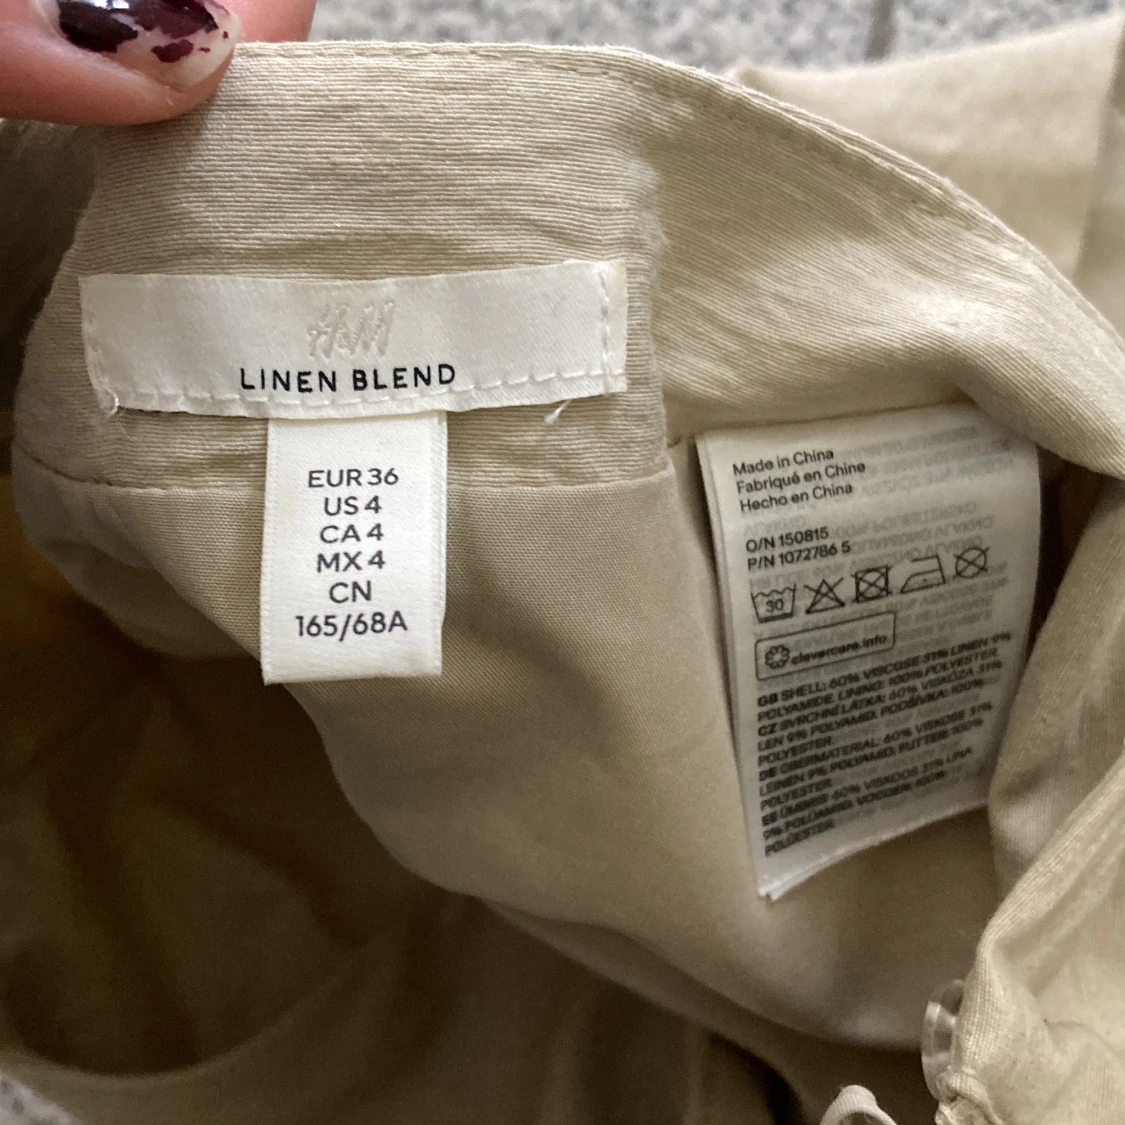 H&M
LINEN BLEND
EUR 36
US 4
CA 4
MX 4
CN
165/68A
Made in China
Fabriqué en Chine
Hecho en China
O/N 150815
P/N 1072786 5
30
clevercare.info
GB SHELL: 60% VISCOSE 31% LINEN 9%
POLYAMIDE. LINING: 100% POLYESTER
CZ SVRCHNÍ LÁTKA: 60% VISKÓZA 31%
LEN 9% POLYAMID. PODŠÍVKA: 100%
POLYESTER
DE OBERMATERIAL: 60% VISKOSE 31%
LEINEN 9% POLYAMID. FUTTER: 100%
POLYESTER
EE ÜMBRIS: 60% VISKOOS 31% LINA
9% POLÜAMID. VOODER: 100%
POLÜESTER